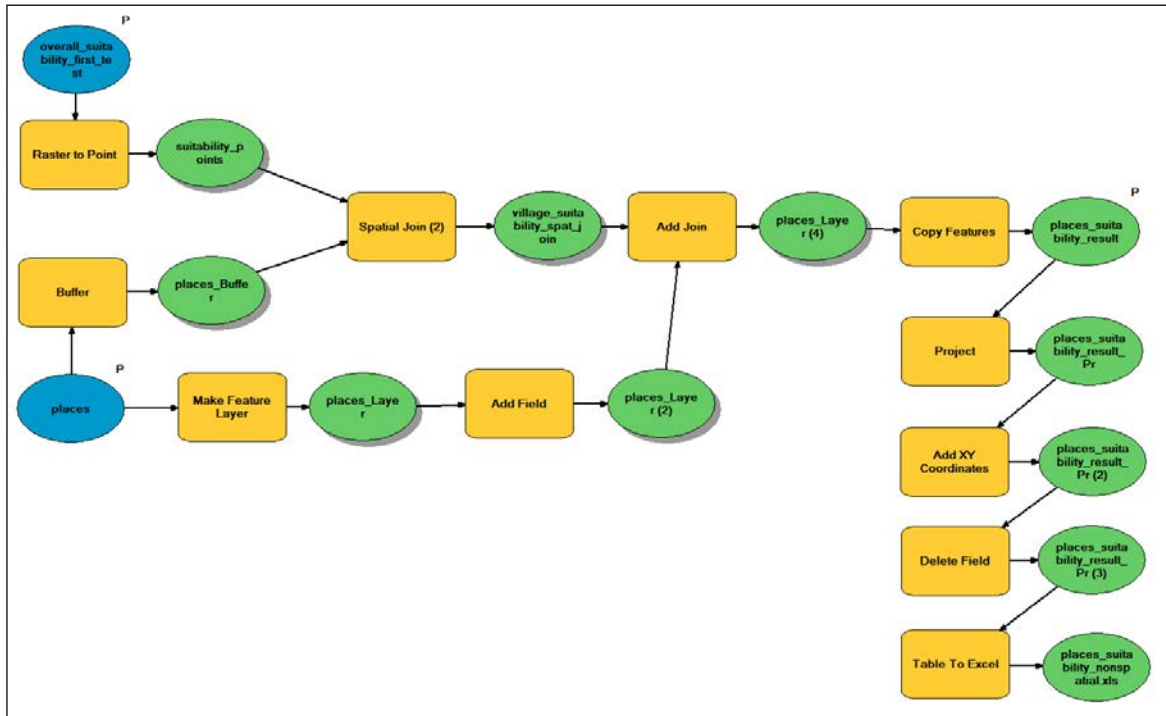 P
overall_suita
bility_first_te
st
Raster to Point
suitability_p
oints
Spatial Join (2)
village_suita
bility_spat_j
oin
Add Join
places_Laye
r (4)
Copy Features
P
places_suita
bility_result
Buffer
places_Buffe
r
P
places
Make Feature
Layer
places_Laye
r
Add Field
places_Laye
r (2)
Project
places_suita
bility_result_
Pr
Add XY
Coordinates
places_suita
bility_result_
Pr (2)
Delete Field
places_suita
bility_result_
Pr (3)
Table To Excel
places_suita
bility_nonsp
atial.xls